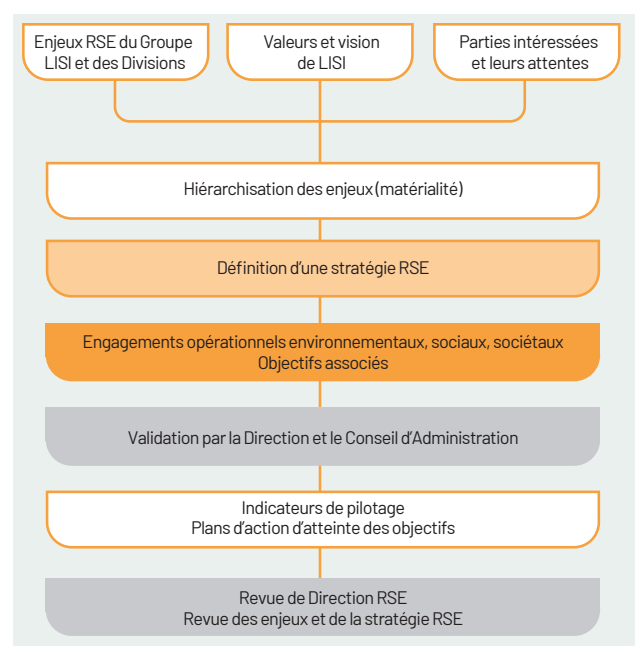 Enjeux RSE du Groupe
LISI et des Divisions
Valeurs et vision
de LISI
Parties intéressées
et leurs attentes
Hiérarchisation des enjeux (matérialité)
Définition d'une stratégie RSE
Engagements opérationnels environnementaux, sociaux, sociétaux
Objectifs associés
Validation par la Direction et le Conseil d'Administration
Indicateurs de pilotage
Plans d'action d'atteinte des objectifs
Revue de Direction RSE
Revue des enjeux et de la stratégie RSE